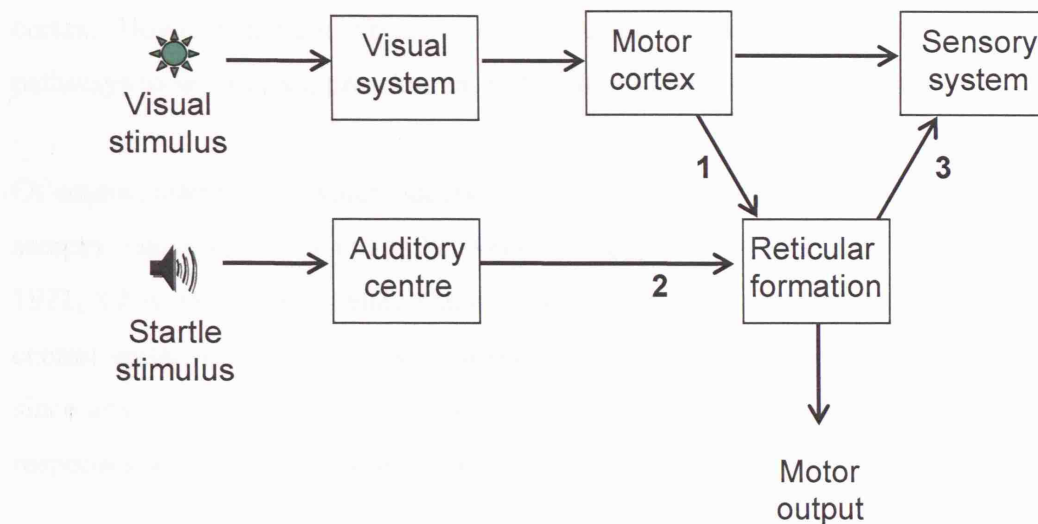 Visual
stimulus
Visual
system
Motor
cortex
Sensory
system
1
3
Startle
stimulus
Auditory
centre
2
Reticular
formation
Motor
output